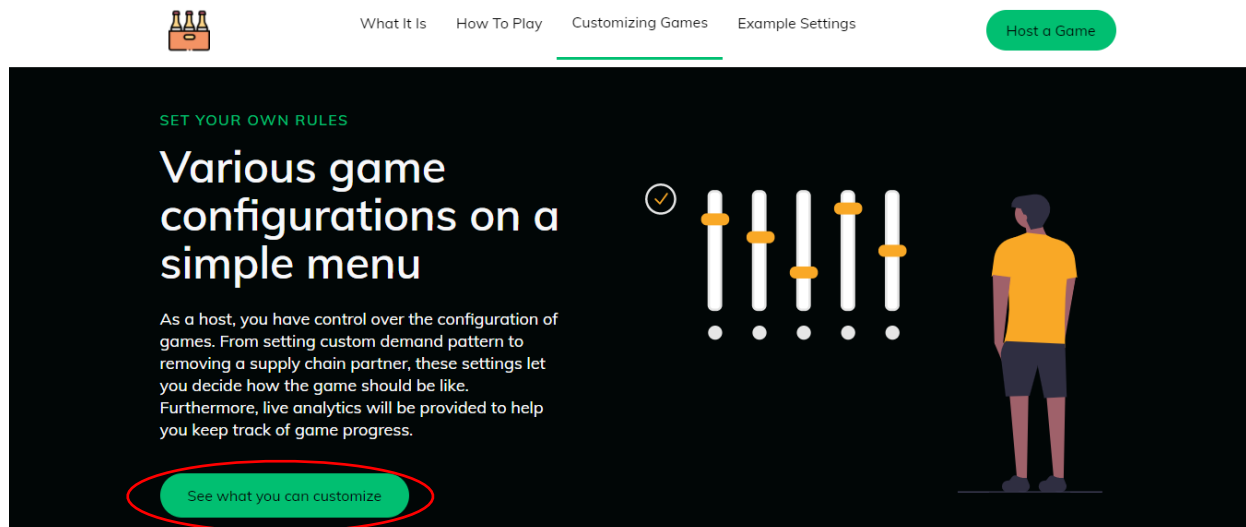 What It Is
How To Play
Customizing Games
Example Settings
Host a Game
SET YOUR OWN RULES
Various game
configurations on a
simple menu
As a host, you have control over the configuration of
games. From setting custom demand pattern to
removing a supply chain partner, these settings let
you decide how the game should be like.
Furthermore, live analytics will be provided to help
you keep track of game progress.
See what you can customize